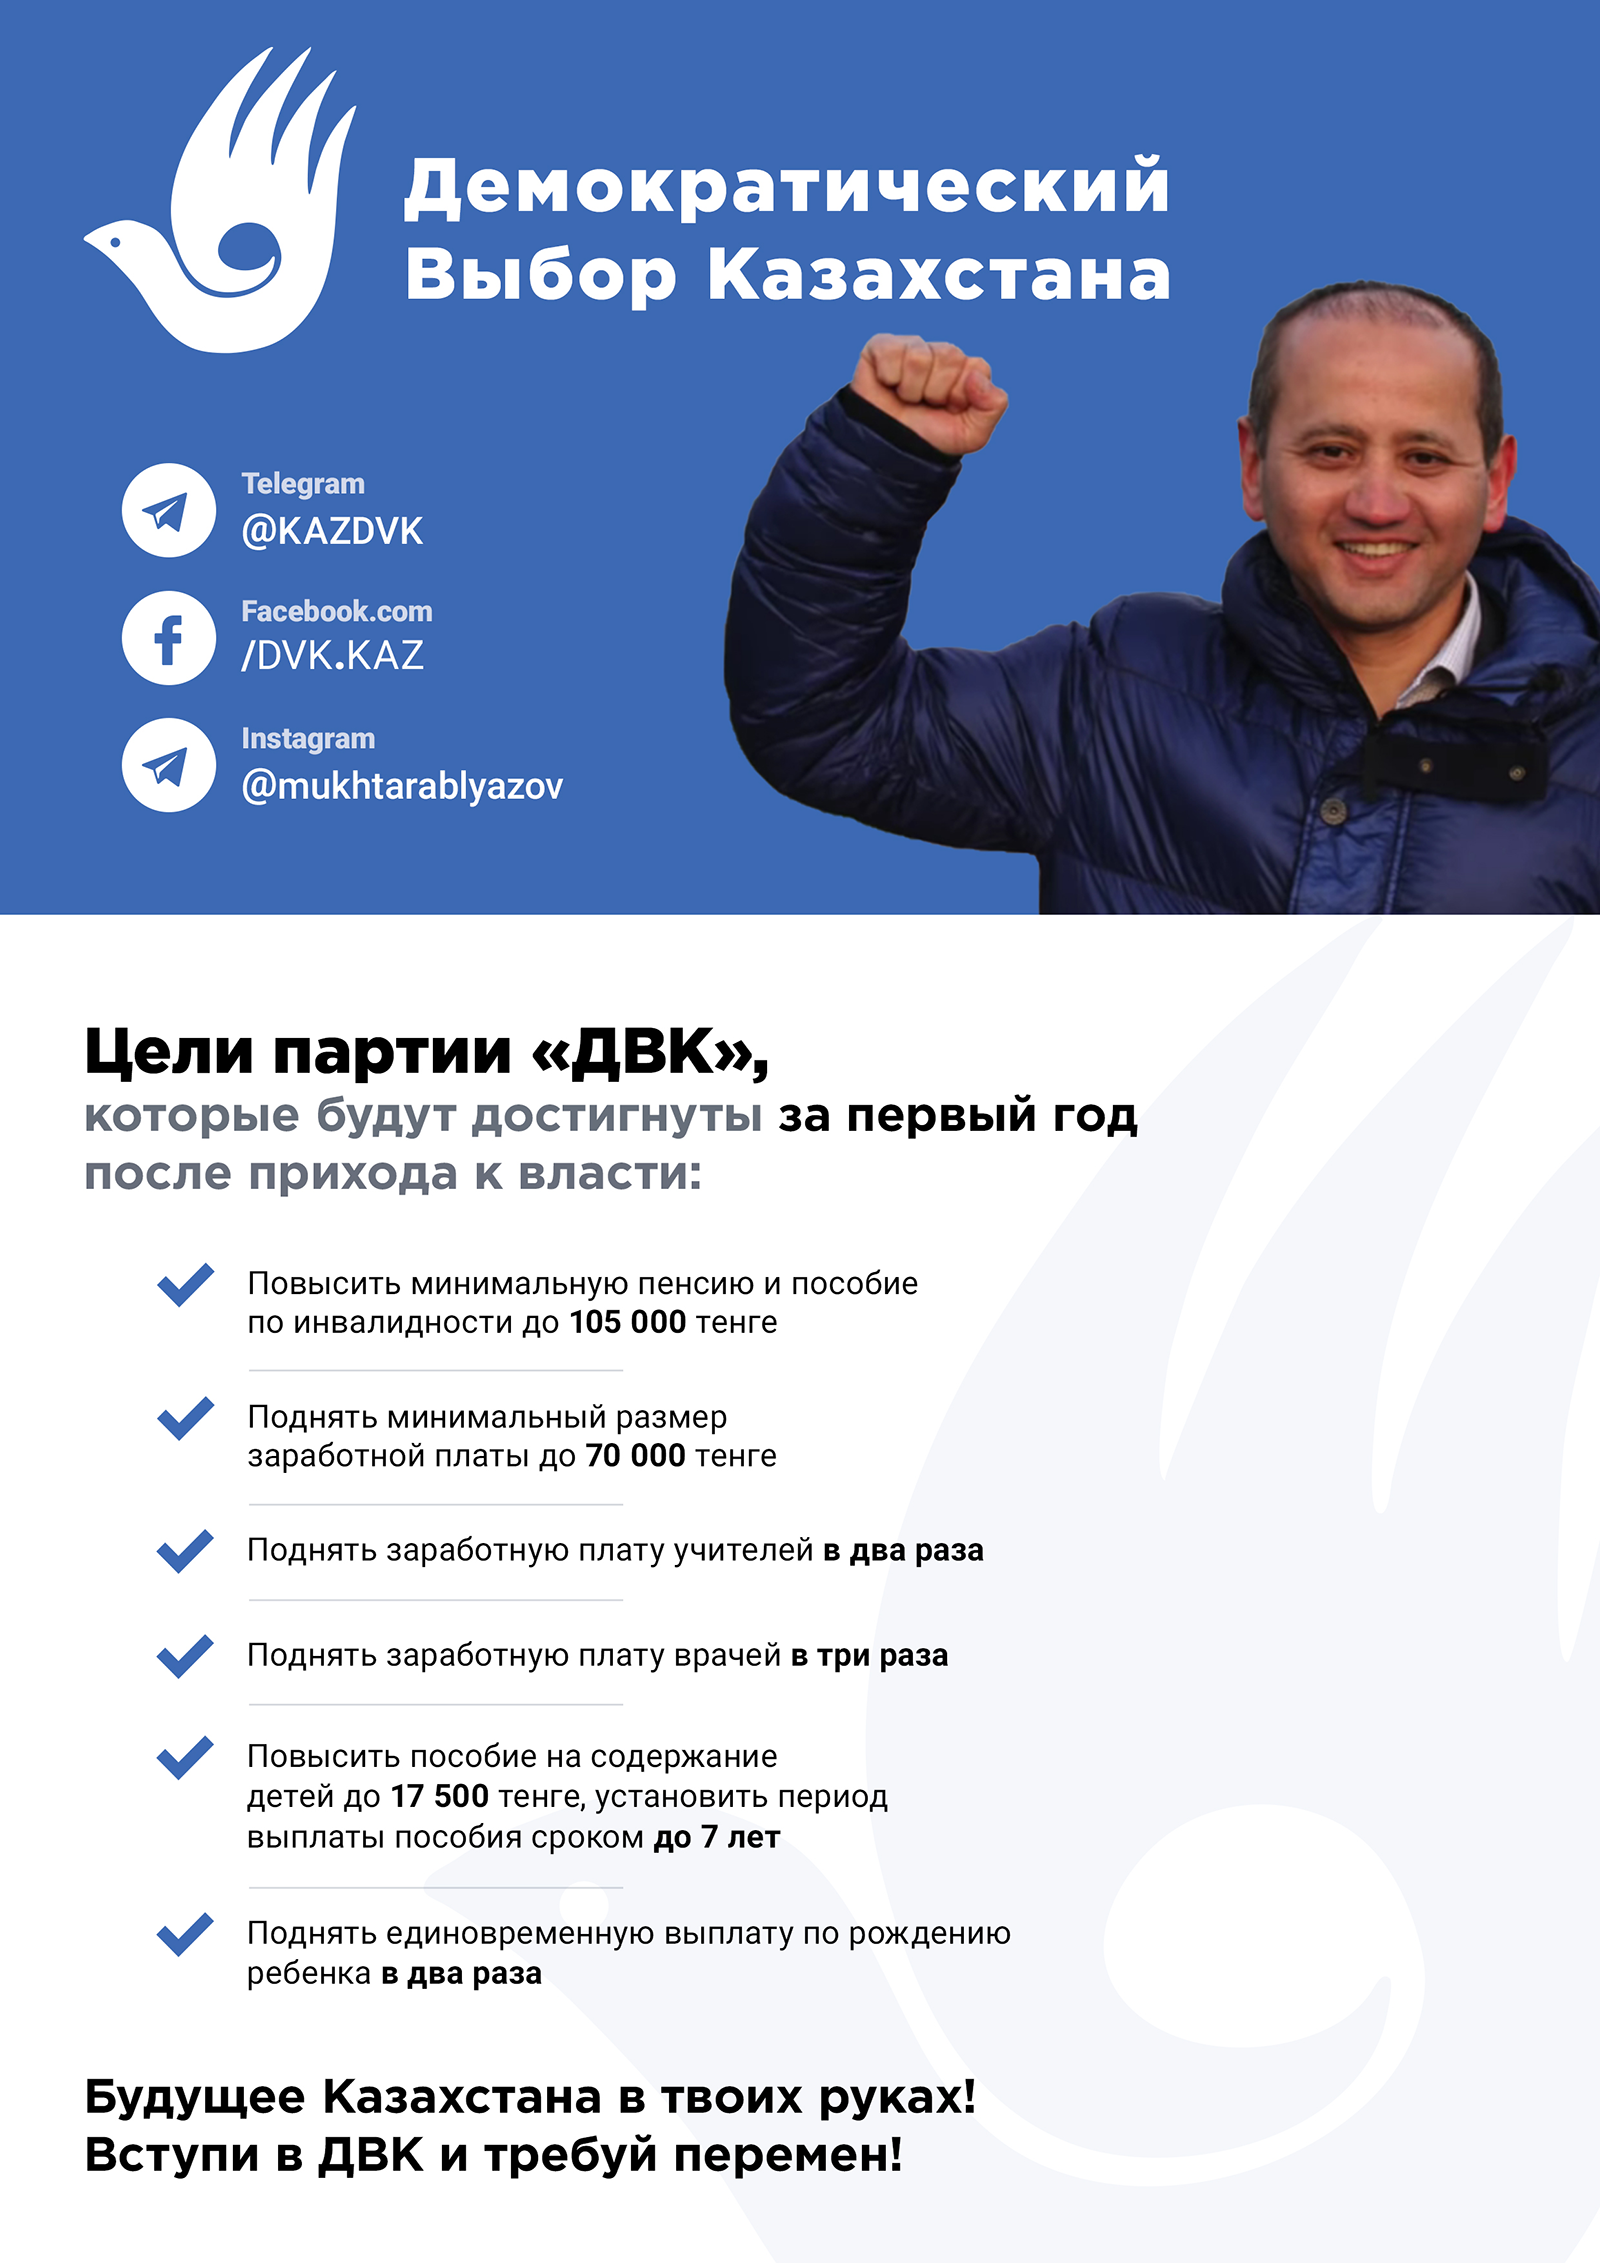 Демократический
Выбор Казахстана
Telegram
@KAZDVK
Facebook.com
/DVK.KAZ
Instagram
@mukhtarablyazov
Цели партии «ДВК»,
которые будут достигнуты за первый год
после прихода к власти:
Повысить минимальную пенсию и пособие
по инвалидности до 105 000 тенге
Поднять минимальный размер
заработной платы до 70 000 тенге
Поднять заработную плату учителей в два раза
Поднять заработную плату врачей в три раза
Повысить пособие на содержание
детей до 17 500 тенге, установить период
выплаты пособия сроком до 7 лет
Поднять единовременную выплату по рождению
ребенка в два раза
Будущее Казахстана в твоих руках!
Вступи в ДВК и требуй перемен!